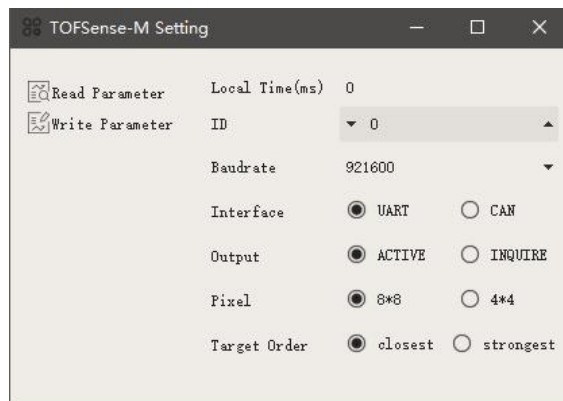 TOFSense-M Setting
Read Parameter
Write Parameter
Local Time(ms) 0
ID 0
Baudrate 921600
Interface UART CAN
Output ACTIVE INQUIRE
Pixel 8*8 4*4
Target Order closest strongest